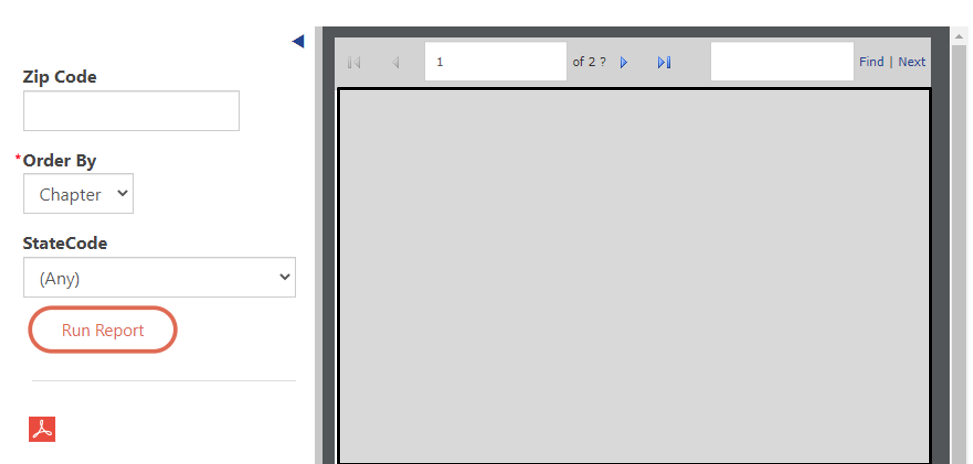 Zip Code
*Order By
Chapter
StateCode
(Any)
Run Report
1
of 2 ?
Find | Next